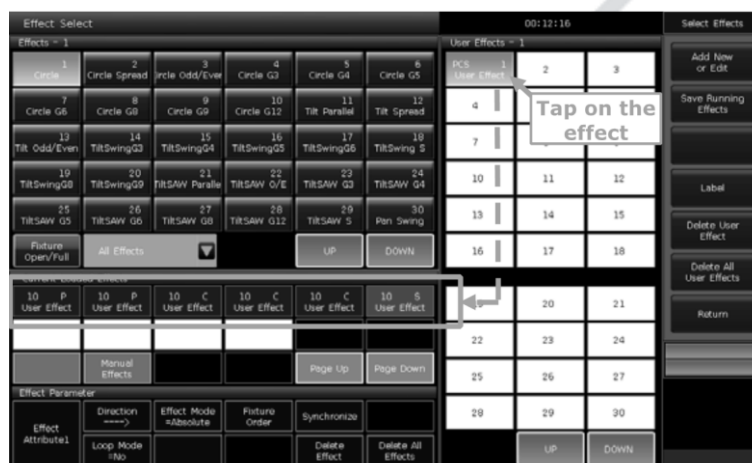 Effect Select
00:12:16
Select Effects
Effects - 1
User Effects - 1
1
Circle
2
Circle Spread
3
ircle Odd/Ever
4
Circle G3
5
Circle G4
6
Circle G5
PCS 1
User Effect
2
3
Add New
or Edit
7
Circle G6
8
Circle G8
9
Circle G9
10
Circle G12
11
Tilt Parallel
12
Tilt Spread
4
Tap on the
effect
Save Running
Effects
13
Tilt Odd/Even
14
TiltSwingG3
15
TiltSwingG4
16
TiltSwingG5
17
TiltSwingG6
18
TiltSwing S
7
19
TiltSwingG8
20
TiltSwingG9
21
TiltSAW Paralle
22
TiltSAW O/E
23
TiltSAW G3
24
TiltSAW G4
10
11
12
Label
25
TiltSAW G5
26
TiltSAW G6
27
TiltSAW G8
28
TiltSAW G12
29
TiltSAW S
30
Pan Swing
13
14
15
Delete User
Effect
Fixture
Open/Full
All Effects
UP
DOWN
16
17
18
Delete All
User Effects
10 P
User Effect
10 P
User Effect
10 C
User Effect
10 C
User Effect
10 C
User Effect
10 S
User Effect
20
21
Return
22
23
24
Manual
Effects
Page Up
Page Down
25
26
27
Effect Parameter
Effect
Attribute1
Direction
---->
Effect Mode
=Absolute
Fixture
Order
Synchronize
28
29
30
Loop Mode
=No
Delete
Effect
Delete All
Effects
UP
DOWN